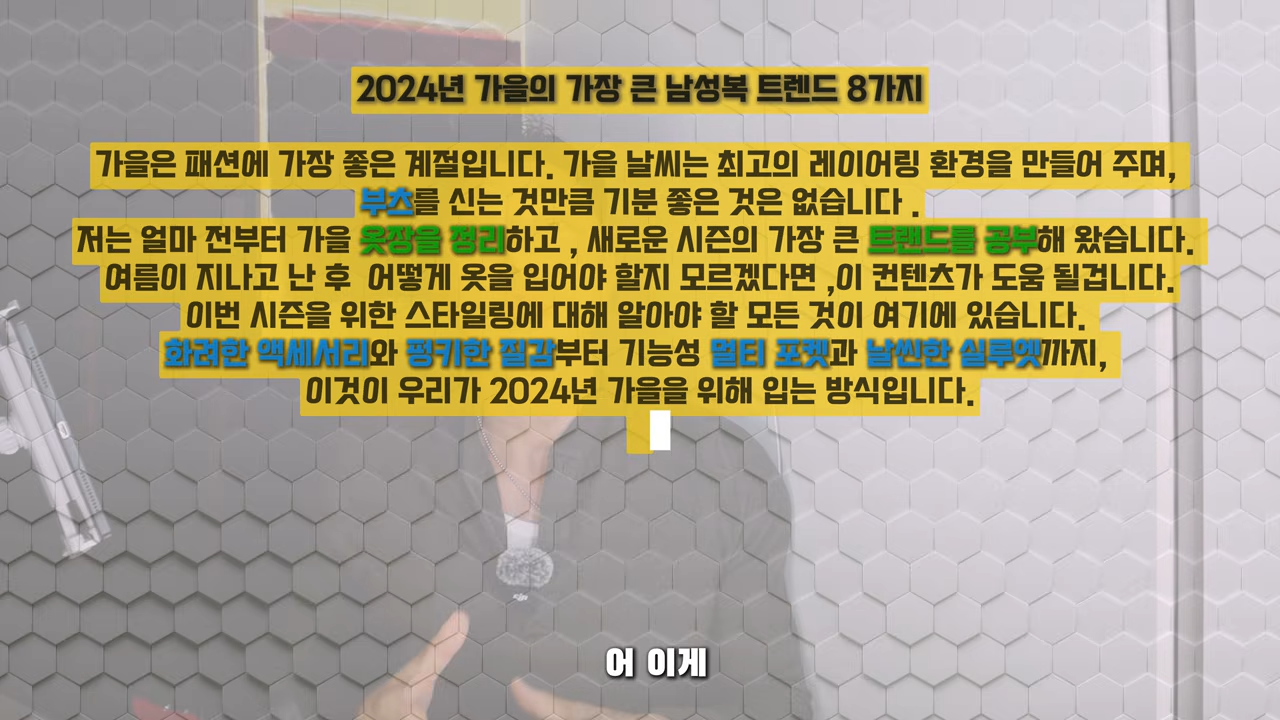 2024년 가을의 가장 큰 남성복 트렌드 8가지
가을은 패션에 가장 좋은 계절입니다. 가을 날씨는 최고의 레이어링 환경을 만들어 주며,
부츠를 신는 것만큼 기분 좋은 것은 없습니다 .
저는 얼마 전부터 가을 옷장을 정리하고 , 새로운 시즌의 가장 큰 트랜드를 공부해 왔습니다.
여름이 지나고 난 후  어떻게 옷을 입어야 할지 모르겠다면 ,이 컨텐츠가 도움 될겁니다.
이번 시즌을 위한 스타일링에 대해 알아야 할 모든 것이 여기에 있습니다.
화려한 액세서리와 펑키한 질감부터 기능성 멀티 포켓과 날씬한 실루엣까지,
이것이 우리가 2024년 가을을 위해 입는 방식입니다.
어 이게